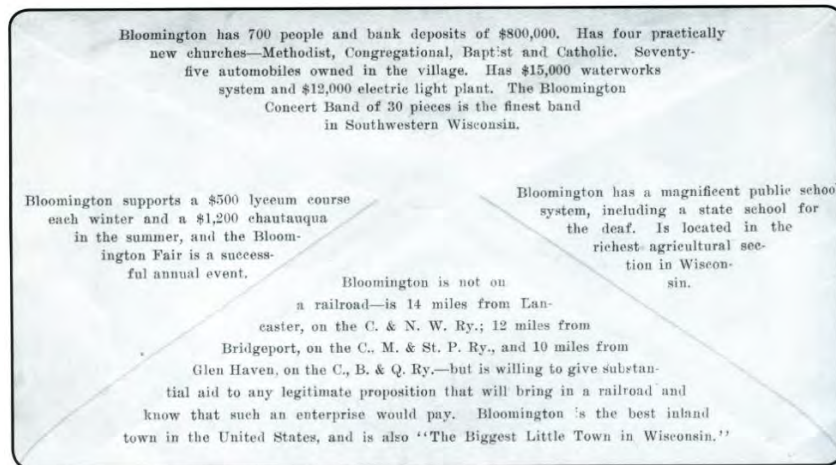 Bloomington has 700 people and bank deposits of $800,000. Has four practically
new churches—Methodist, Congregational, Baptist and Catholic. Seventy-
five automobiles owned in the village. Has $15,000 waterworks
system and $12,000 electric light plant. The Bloomington
Concert Band of 30 pieces is the finest band
in Southwestern Wisconsin.
Bloomington supports a $500 lyceum course
each winter and a $1,200 chautauqua
in the summer, and the Bloom-
ington Fair is a success-
ful annual event.
Bloomington has a magnificent public schoo
system, including a state school for
the deaf. Is located in the
richest agricultural sec-
tion in Wiscon-
sin.
Bloomington is not on
a railroad—is 14 miles from Lan-
caster, on the C. & N. W. Ry.; 12 miles from
Bridgeport, on the C., M. & St. P. Ry., and 10 miles from
Glen Haven, on the C., B. & Q. Ry.—but is willing to give substan-
tial aid to any legitimate proposition that will bring in a railroad and
know that such an enterprise would pay. Bloomington is the best inland
town in the United States, and is also "The Biggest Little Town in Wisconsin."